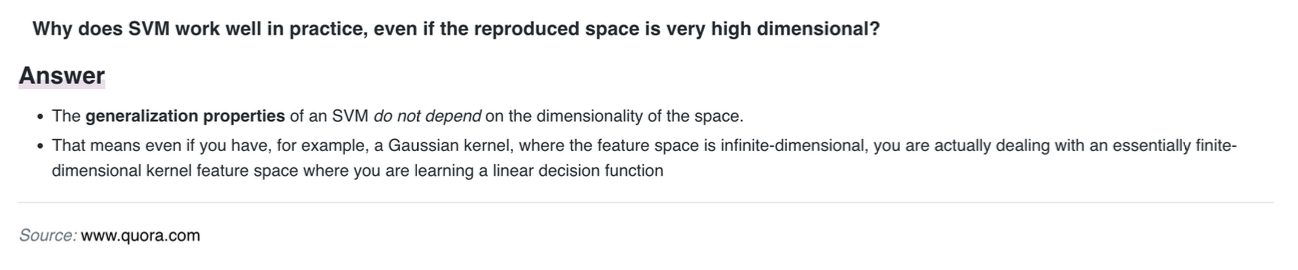 Why does SVM work well in practice, even if the reproduced space is very high dimensional?
Answer
• The generalization properties of an SVM do not depend on the dimensionality of the space.
• That means even if you have, for example, a Gaussian kernel, where the feature space is infinite-dimensional, you are actually dealing with an essentially finite-
dimensional kernel feature space where you are learning a linear decision function
Source: www.quora.com